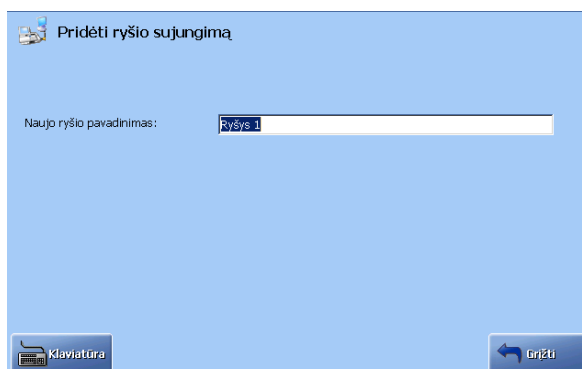 Pridėti ryšio sujungimą
Naujo ryšio pavadinimas:
Ryšys 1
Klaviatūra
Grįžti